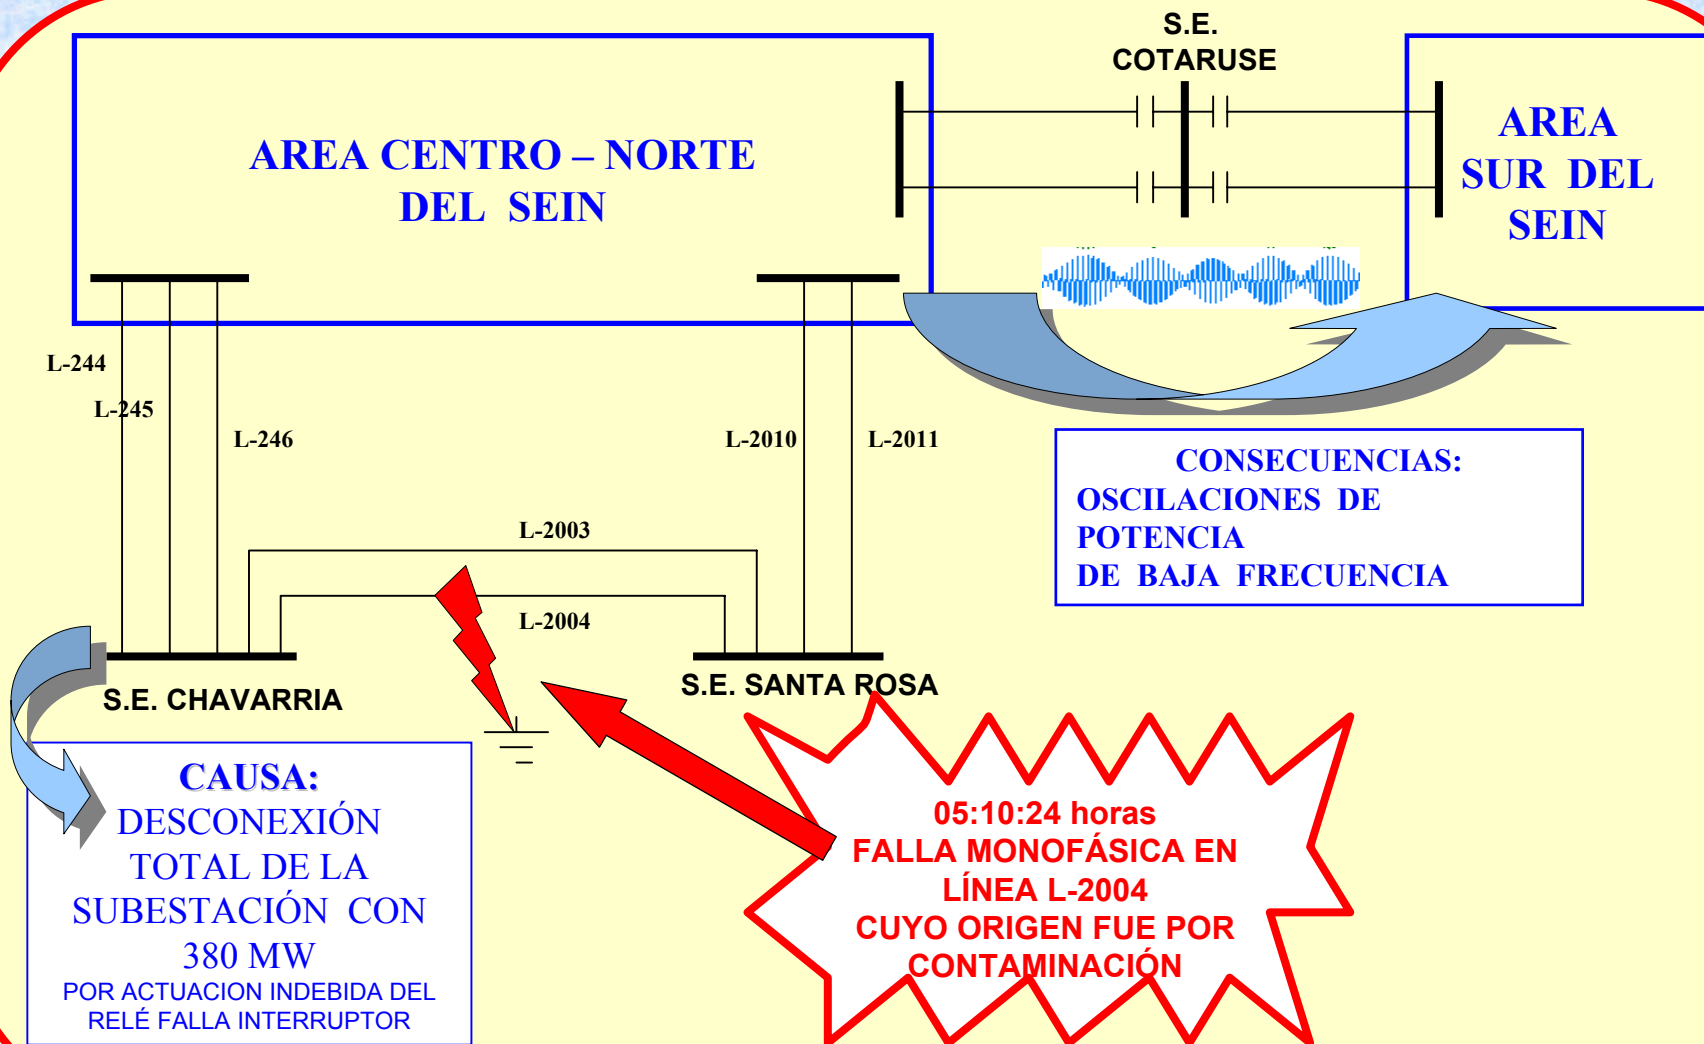 S.E.
COTARUSE
AREA CENTRO – NORTE
DEL SEIN
AREA
SUR DEL
SEIN
L-244
L-245
L-246
L-2010
L-2011
L-2003
L-2004
CONSECUENCIAS:
OSCILACIONES DE
POTENCIA
DE BAJA FRECUENCIA
S.E. CHAVARRIA
S.E. SANTA ROSA
CAUSA:
DESCONEXIÓN
TOTAL DE LA
SUBESTACIÓN CON
380 MW
POR ACTUACION INDEBIDA DEL
RELÉ FALLA INTERRUPTOR
05:10:24 horas
FALLA MONOFÁSICA EN
LÍNEA L-2004
CUYO ORIGEN FUE POR
CONTAMINACIÓN